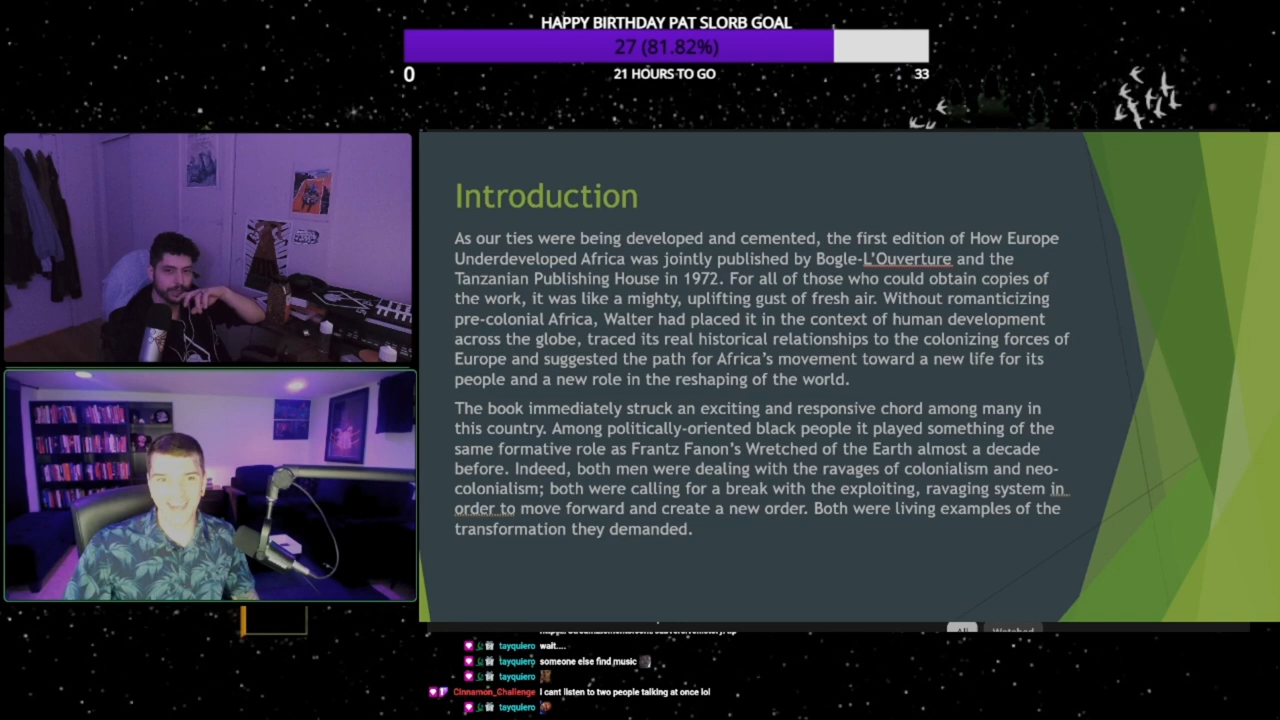 HAPPY BIRTHDAY PAT SLORB GOAL
27 (81.82%)
0
21 HOURS TO GO
33
Introduction
As our ties were being developed and cemented, the first edition of How Europe
Underdeveloped Africa was jointly published by Bogle-L'Ouverture and the
Tanzanian Publishing House in 1972. For all of those who could obtain copies of
the work, it was like a mighty, uplifting gust of fresh air. Without romanticizing
pre-colonial Africa, Walter had placed it in the context of human development
across the globe, traced its real historical relationships to the colonizing forces of
Europe and suggested the path for Africa's movement toward a new life for its
people and a new role in the reshaping of the world.
The book immediately struck an exciting and responsive chord among many in
this country. Among politically-oriented black people it played something of the
same formative role as Frantz Fanon's Wretched of the Earth almost a decade
before. Indeed, both men were dealing with the ravages of colonialism and neo-
colonialism; both were calling for a break with the exploiting, ravaging system in
order to move forward and create a new order. Both were living examples of the
transformation they demanded.
All Watched
tayquiero wait....
tayquiero someone else find music
tayquiero
Cinnamon_Challenge I cant listen to two people talking at once lol
tayquiero